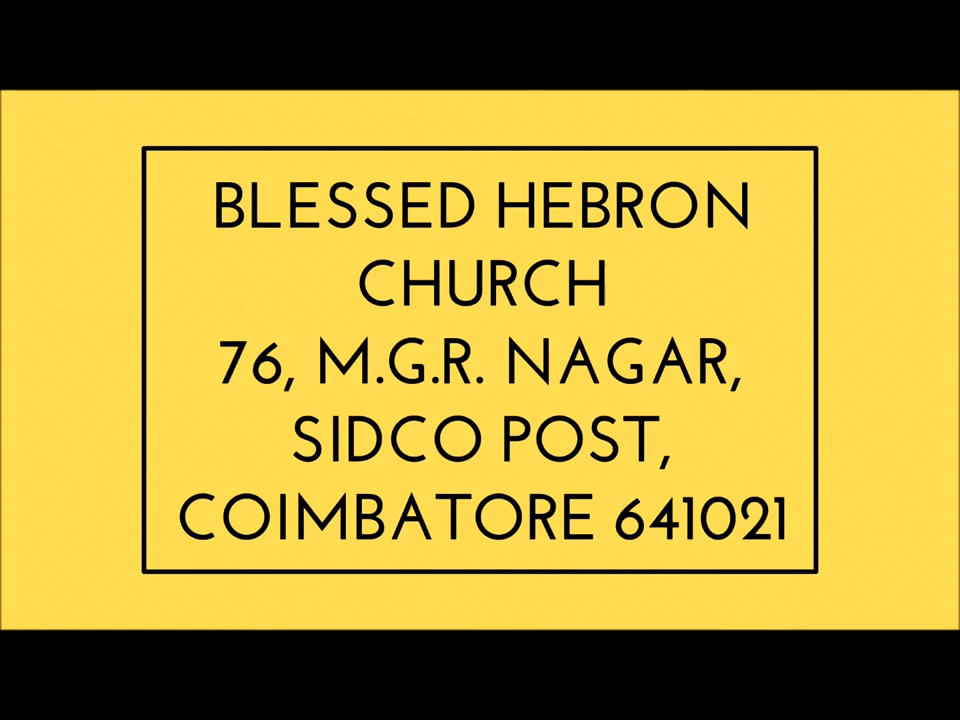 BLESSED HEBRON
CHURCH
76, M.G.R. NAGAR,
SIDCO POST,
COIMBATORE 641021